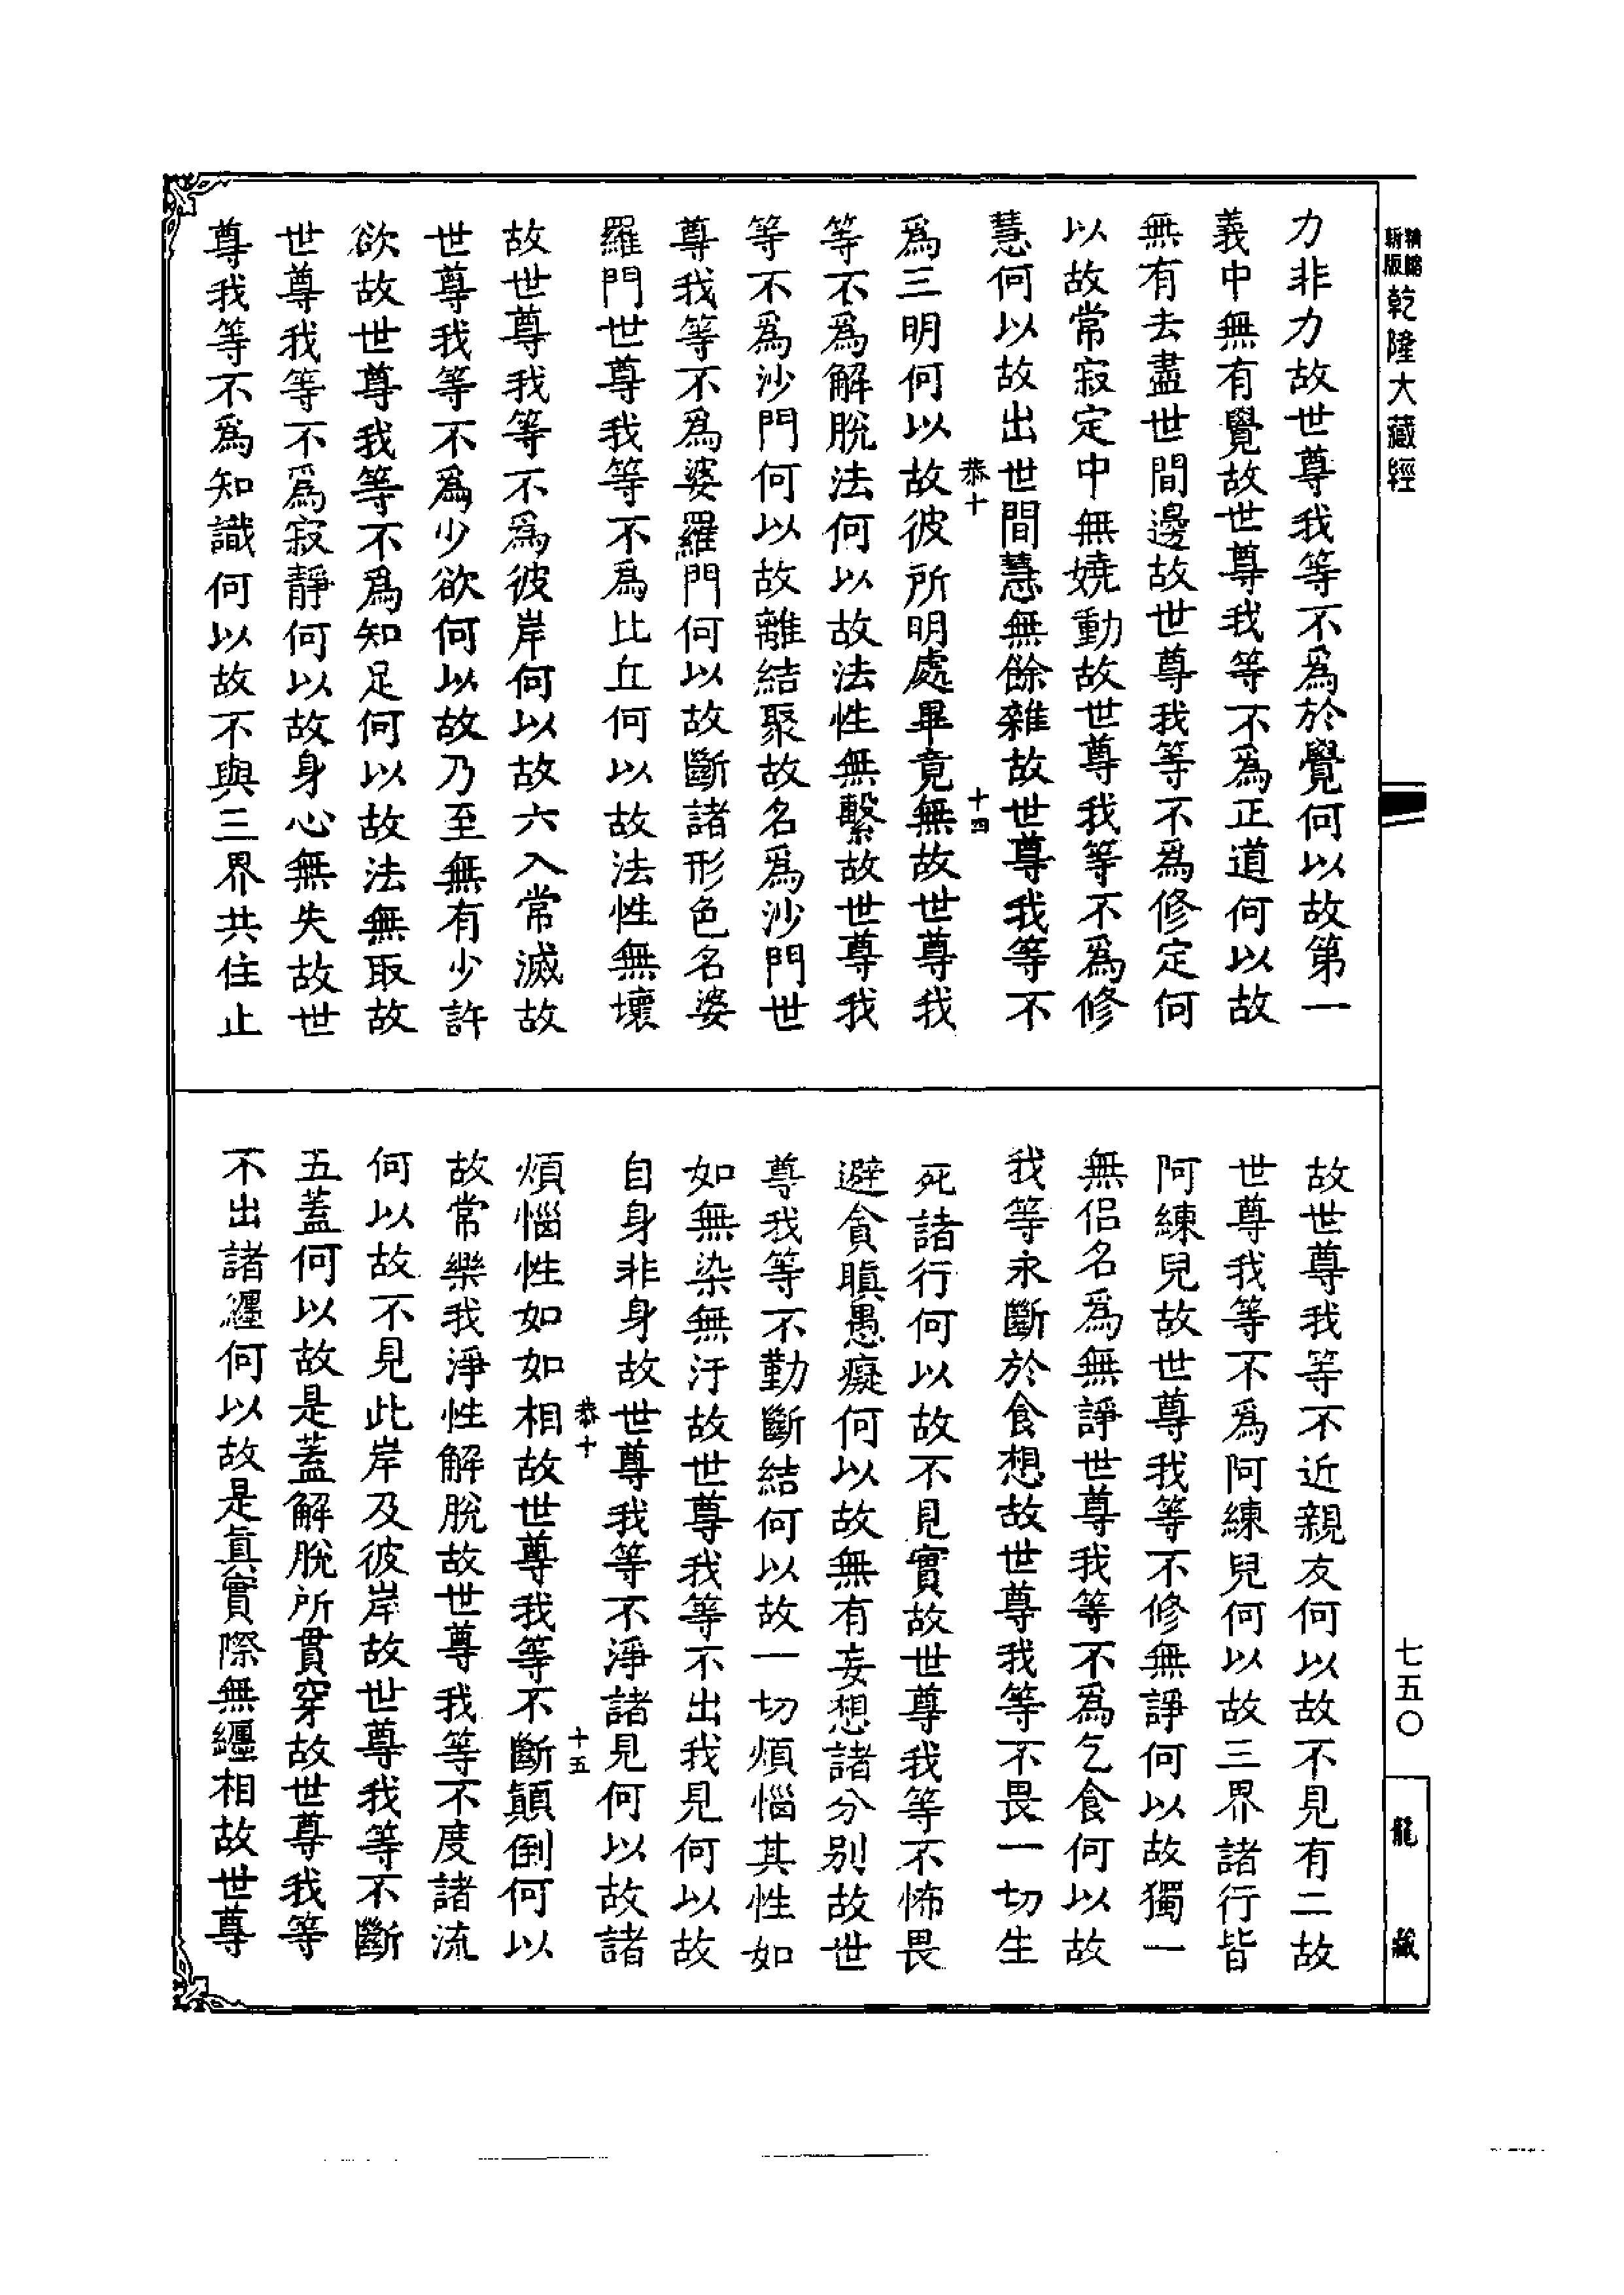 精縮
新版
乾隆大藏經
力非力故世尊我等不爲於覺何以故第一
義中無有覺故世尊我等不爲正道何以故
無有去盡世間邊故世尊我等不爲修定何
以故常寂定中無嬈動故世尊我等不爲修
慧何以故出世間慧無餘雜故世尊我等不
恭十
十四
爲三明何以故彼所明處畢竟無故世尊我
等不爲解脫法何以故法性無繫故世尊我
等不爲沙門何以故離結聚故名爲沙門世
尊我等不爲婆羅門何以故斷諸形色名婆
羅門世尊我等不爲比丘何以故法性無壞
故世尊我等不爲彼岸何以故六入常滅故
世尊我等不爲少欲何以故乃至無有少許
欲故世尊我等不爲知足何以故法無取故
世尊我等不爲寂靜何以故身心無失故世
尊我等不爲知識何以故不與三界共住止
故世尊我等不近親友何以故不見有二故
世尊我等不爲阿練兒何以故三界諸行皆
阿練兒故世尊我等不修無諍何以故獨一
無侶名爲無諍世尊我等不爲乞食何以故
我等永斷於食想故世尊我等不畏一切生
死諸行何以故不見實故世尊我等不怖畏
避貪瞋愚癡何以故無有妄想諸分別故世
尊我等不勤斷結何以故一切煩惱其性如
如無染無汙故世尊我等不出我見何以故
自身非身故世尊我等不淨諸見何以故諸
恭十
十五
煩惱性如如相故世尊我等不斷顛倒何以
故常樂我淨性解脫故世尊我等不度諸流
何以故不見此岸及彼岸故世尊我等不斷
五蓋何以故是蓋解脫所貫穿故世尊我等
不出諸纏何以故是眞實際無纏相故世尊
七五〇
龍藏